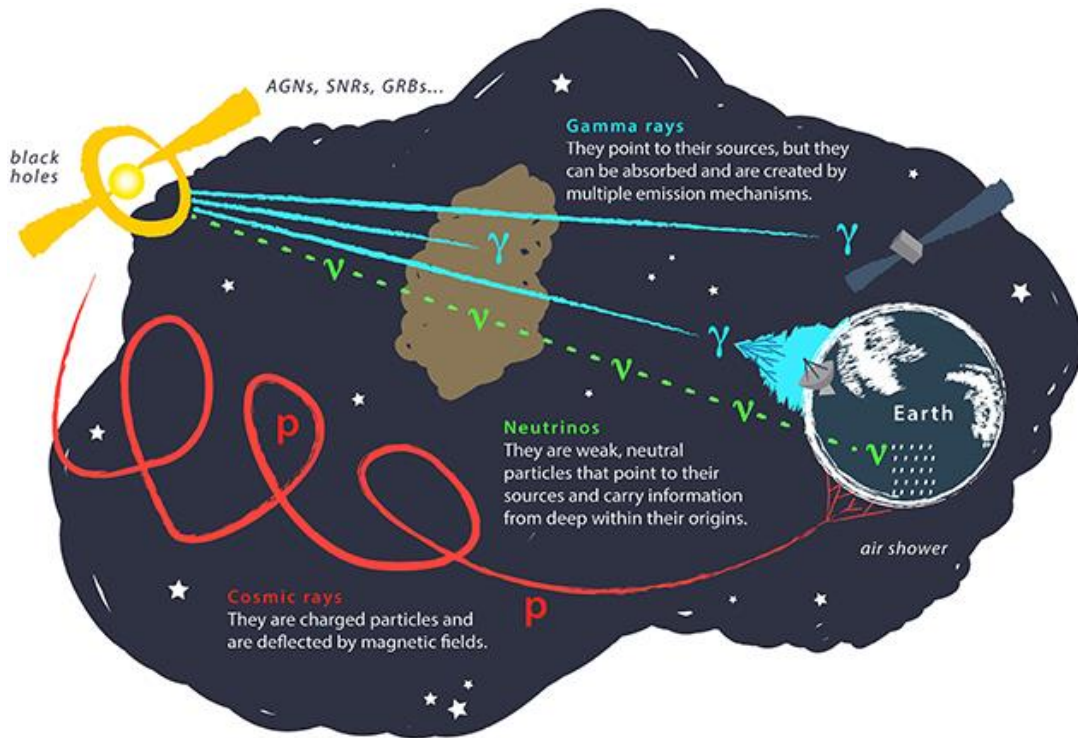 AGNs, SNRs, GRBs...
black
holes
Gamma rays
They point to their sources, but they
can be absorbed and are created by
multiple emission mechanisms.
γ
γ
ν
ν
γ
ν
ν
Earth
ν
p
Neutrinos
They are weak, neutral
particles that point to their
sources and carry information
from deep within their origins.
air shower
Cosmic rays
They are charged particles and
are deflected by magnetic fields.
p